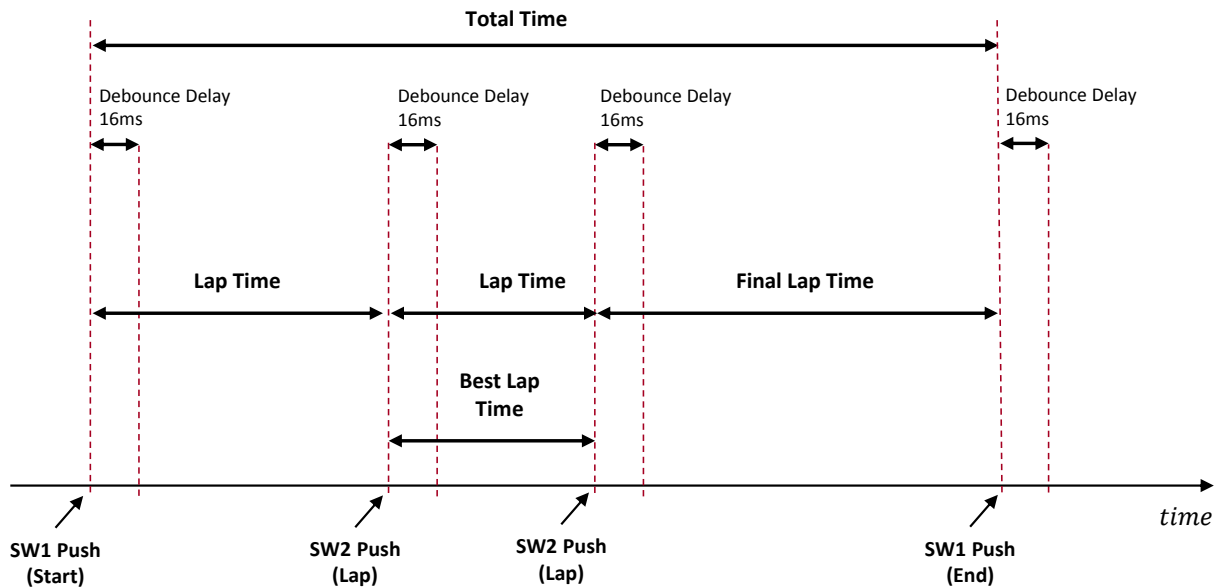 Total Time
Debounce Delay
16ms
Debounce Delay
16ms
Debounce Delay
16ms
Debounce Delay
16ms
Lap Time
Lap Time
Final Lap Time
Best Lap
Time
time
SW1 Push
(Start)
SW2 Push
(Lap)
SW2 Push
(Lap)
SW1 Push
(End)